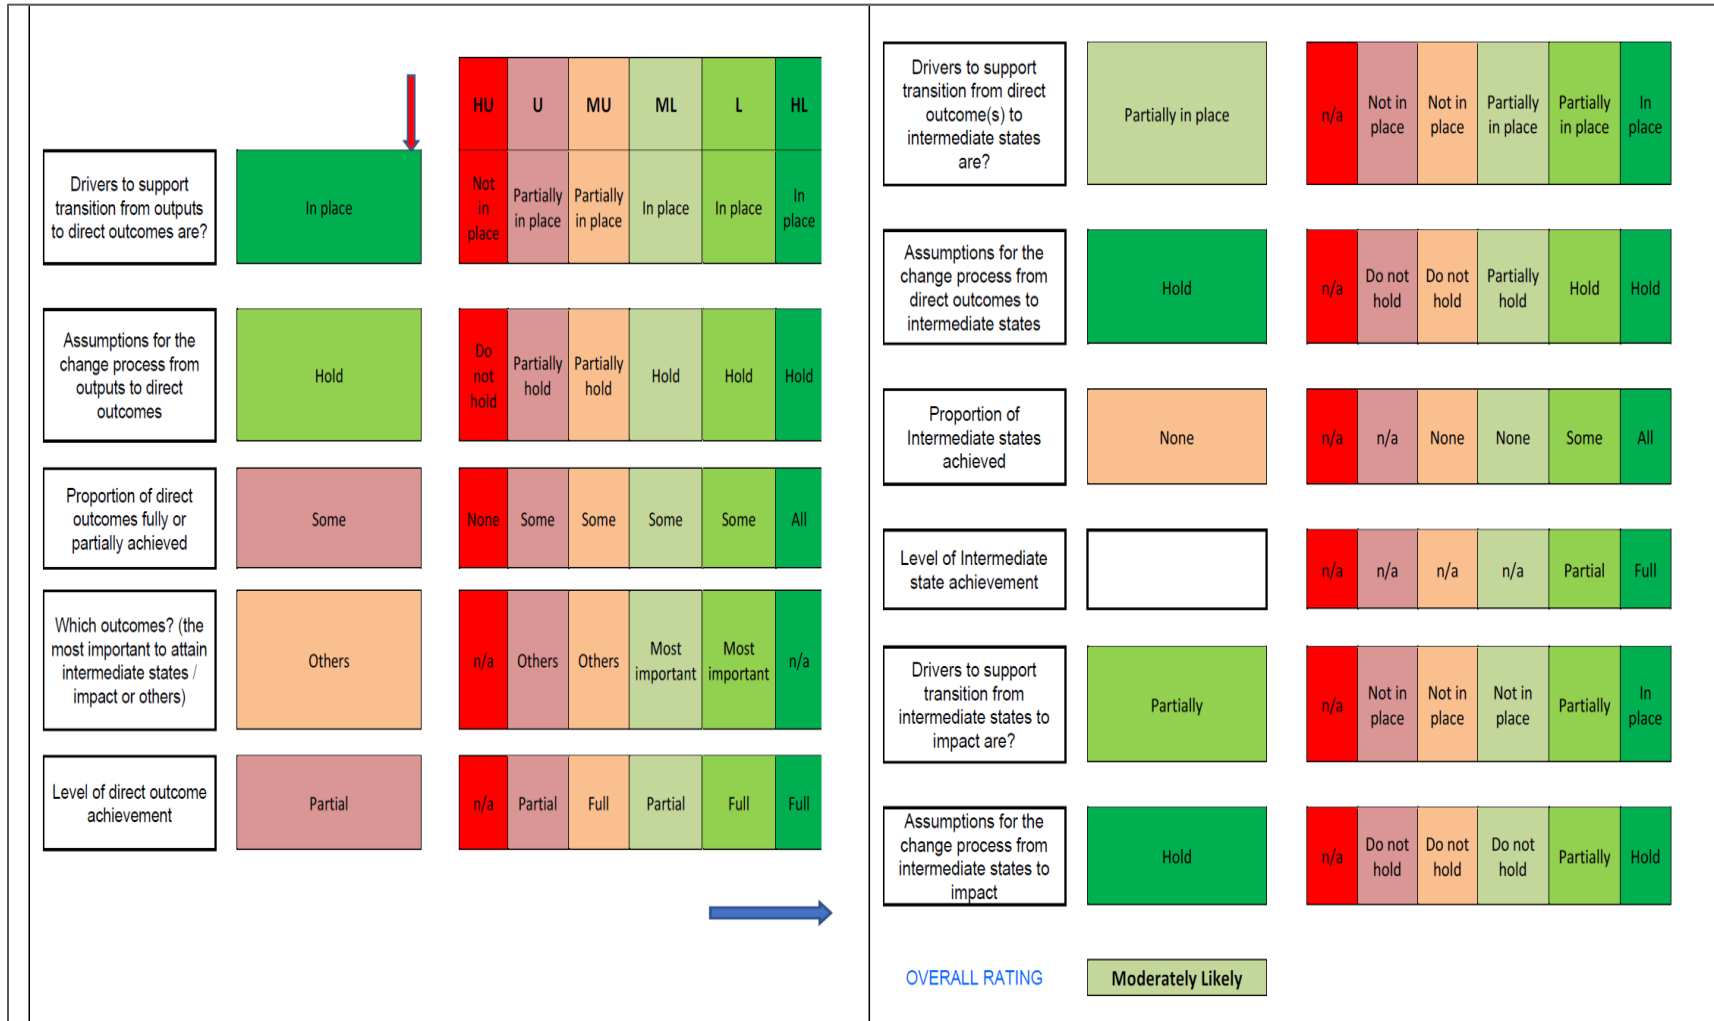 HU U MU ML L HL
Drivers to support
transition from outputs
to direct outcomes are?
In place
Not
in
place
Partially
in place
Partially
in place
In place
In place
In
place
Assumptions for the
change process from
outputs to direct
outcomes
Hold
Do
not
hold
Partially
hold
Partially
hold
Hold
Hold
Hold
Proportion of direct
outcomes fully or
partially achieved
Some
None
Some
Some
Some
Some
All
Which outcomes? (the
most important to attain
intermediate states /
impact or others)
Others
n/a
Others
Others
Most
important
Most
important
n/a
Level of direct outcome
achievement
Partial
n/a
Partial
Full
Partial
Full
Full
Drivers to support
transition from direct
outcome(s) to
intermediate states
are?
Partially in place
n/a
Not in
place
Not in
place
Partially
in place
Partially
in place
In
place
Assumptions for the
change process from
direct outcomes to
intermediate states
Hold
n/a
Do not
hold
Do not
hold
Partially
hold
Hold
Hold
Proportion of
Intermediate states
achieved
None
n/a
n/a
None
None
Some
All
Level of Intermediate
state achievement
n/a
n/a
n/a
n/a
Partial
Full
Drivers to support
transition from
intermediate states to
impact are?
Partially
n/a
Not in
place
Not in
place
Not in
place
Partially
In
place
Assumptions for the
change process from
intermediate states to
impact
Hold
n/a
Do not
hold
Do not
hold
Do not
hold
Partially
Hold
OVERALL RATING
Moderately Likely